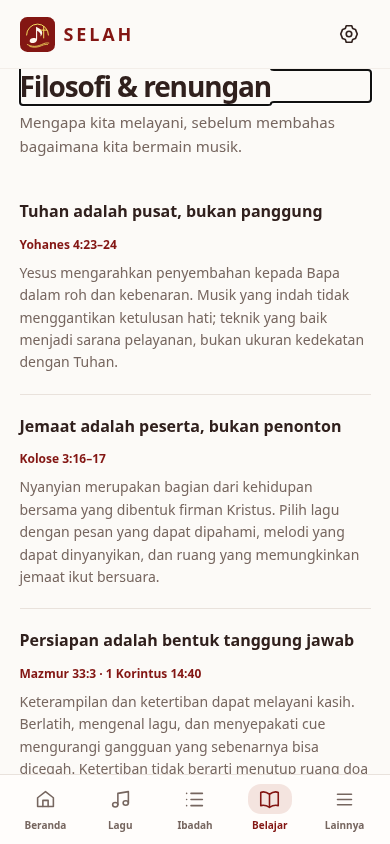 SELAH
Filosofi & renungan
Mengapa kita melayani, sebelum membahas
bagaimana kita bermain musik.
Tuhan adalah pusat, bukan panggung
Yohanes 4:23–24
Yesus mengarahkan penyembahan kepada Bapa
dalam roh dan kebenaran. Musik yang indah tidak
menggantikan ketulusan hati; teknik yang baik
menjadi sarana pelayanan, bukan ukuran kedekatan
dengan Tuhan.
Jemaat adalah peserta, bukan penonton
Kolose 3:16–17
Nyanyian merupakan bagian dari kehidupan
bersama yang dibentuk firman Kristus. Pilih lagu
dengan pesan yang dapat dipahami, melodi yang
dapat dinyanyikan, dan ruang yang memungkinkan
jemaat ikut bersuara.
Persiapan adalah bentuk tanggung jawab
Mazmur 33:3 · 1 Korintus 14:40
Keterampilan dan ketertiban dapat melayani kasih.
Berlatih, mengenal lagu, dan menyepakati cue
mengurangi gangguan yang sebenarnya bisa
dicegah. Ketertiban tidak berarti menutup ruang doa
Beranda
Lagu
Ibadah
Belajar
Lainnya